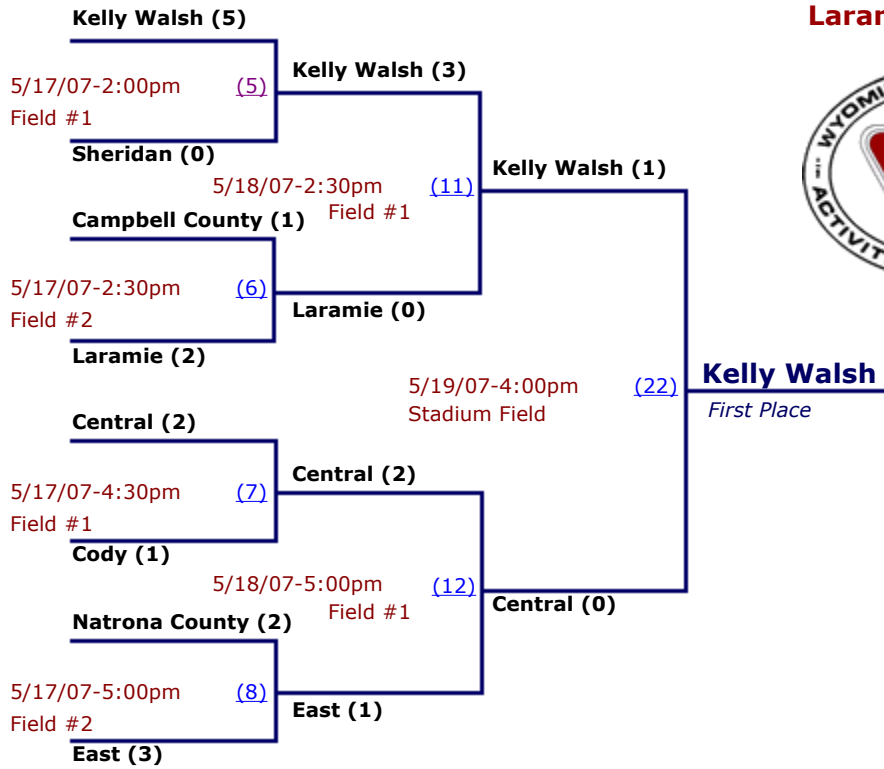 Kelly Walsh (5)
5/17/07-2:00pm
(5)
Field #1
Sheridan (0)
Kelly Walsh (3)
5/18/07-2:30pm
(11)
Field #1
Campbell County (1)
5/17/07-2:30pm
(6)
Field #2
Laramie (2)
Laramie (0)
Kelly Walsh (1)
5/19/07-4:00pm
(22)
Stadium Field
Kelly Walsh
First Place
Central (2)
5/17/07-4:30pm
(7)
Field #1
Cody (1)
Central (2)
5/18/07-5:00pm
(12)
Field #1
Central (0)
Natrona County (2)
5/17/07-5:00pm
(8)
Field #2
East (3)
East (1)